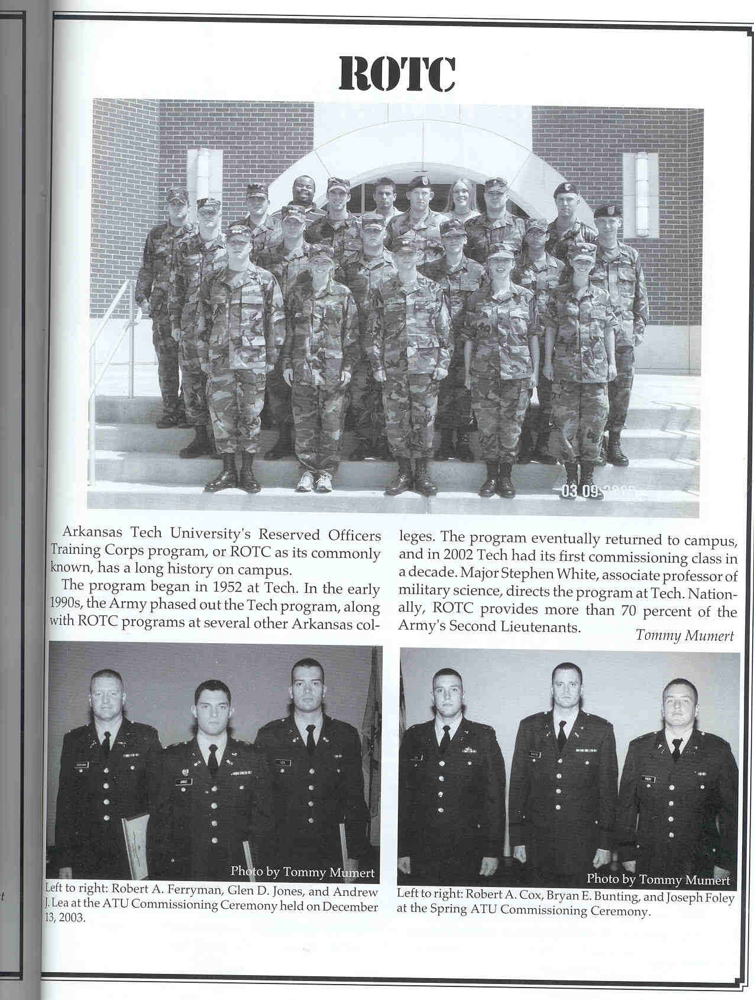 ROTC
03 09
Arkansas Tech University's Reserved Officers
Training Corps program, or ROTC as its commonly
known, has a long history on campus.
The program began in 1952 at Tech. In the early
1990s, the Army phased out the Tech program, along
with ROTC programs at several other Arkansas col-
leges. The program eventually returned to campus,
and in 2002 Tech had its first commissioning class in
a decade. Major Stephen White, associate professor of
military science, directs the program at Tech. Nation-
ally, ROTC provides more than 70 percent of the
Army's Second Lieutenants.
Tommy Mumert
JONES
LEA
Photo by Tommy Mumert
Left to right: Robert A. Ferryman, Glen D. Jones, and Andrew
J. Lea at the ATU Commissioning Ceremony held on December
13, 2003.
Photo by Tommy Mumert
Left to right: Robert A. Cox, Bryan E. Bunting, and Joseph Foley
at the Spring ATU Commissioning Ceremony.